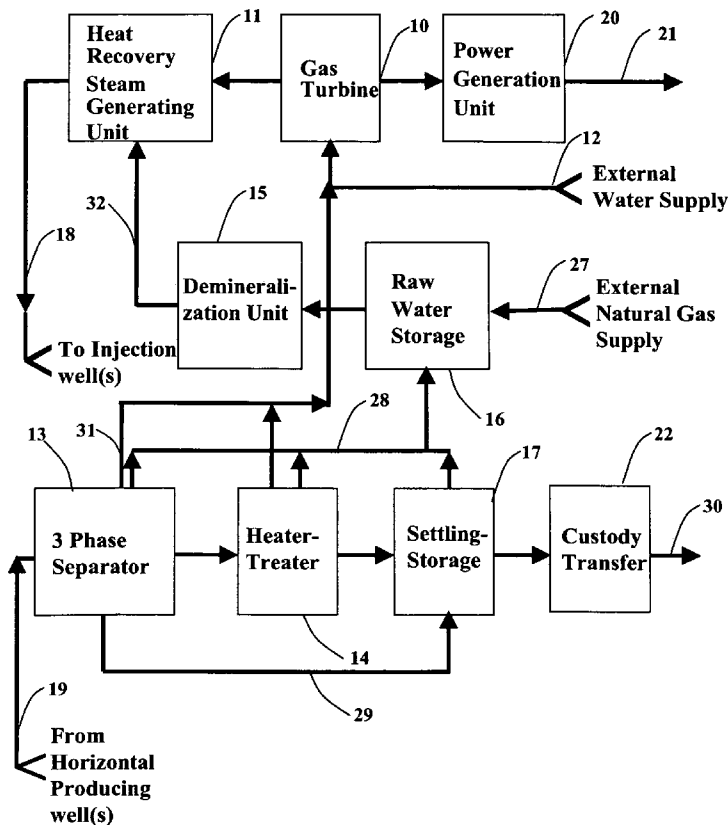 11
10
20
21
Heat
Recovery
Steam
Generating
Unit
Gas
Turbine
Power
Generation
Unit
12
External
Water Supply
32
15
18
Deminerali-
zation Unit
Raw
Water
Storage
27
External
Natural Gas
Supply
To Injection
well(s)
16
13
31
28
17
22
3 Phase
Separator
Heater-
Treater
Settling-
Storage
Custody
Transfer
30
14
19
29
From
Horizontal
Producing
well(s)